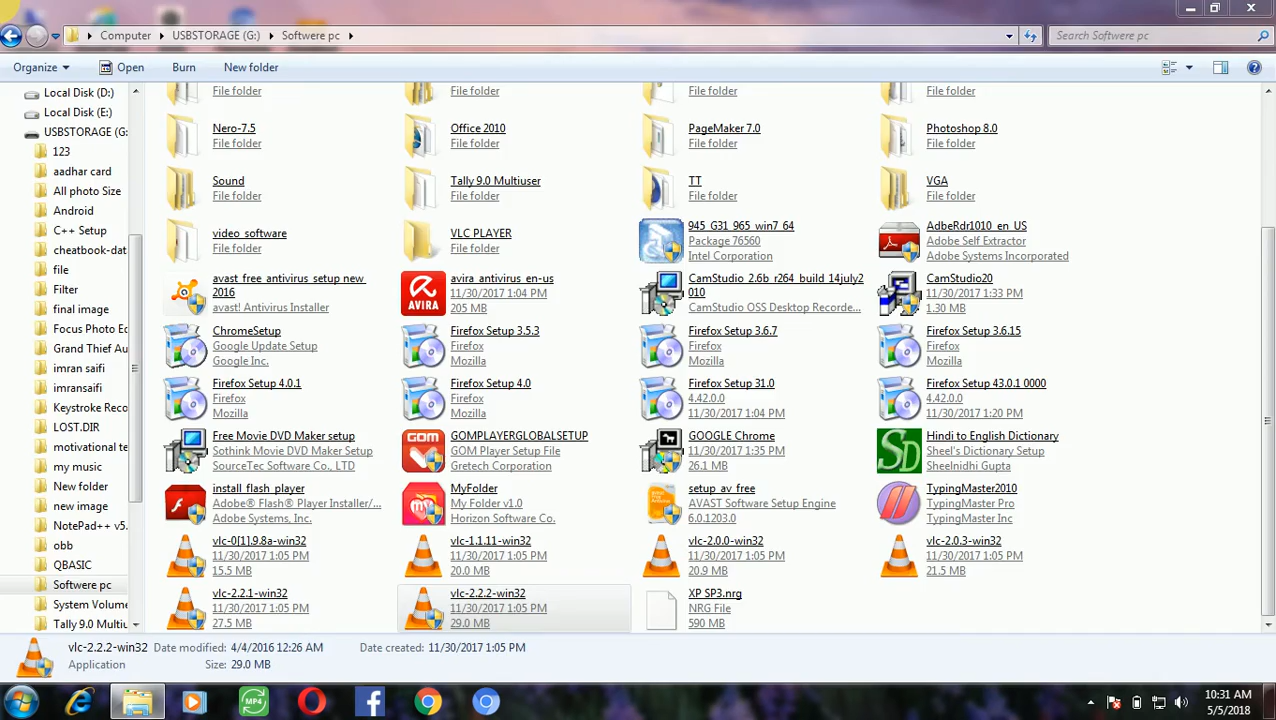 Computer ▸ USBSTORAGE (G:) ▸ Softwere pc ▸
Search Softwere pc
Organize
Open
Burn
New folder
Local Disk (D:)
Local Disk (E:)
USBSTORAGE (G:
123
aadhar card
All photo Size
Android
C++ Setup
cheatbook-dat
file
Filter
final image
Focus Photo Ed
Grand Thief Au
imran saifi
imransaifi
Keystroke Reco
LOST.DIR
motivational te
my music
New folder
new image
NotePad++ v5.
obb
QBASIC
Softwere pc
System Volume
Tally 9.0 Multiu
File folder
File folder
File folder
File folder
Nero-7.5
File folder
Office 2010
File folder
PageMaker 7.0
File folder
Photoshop 8.0
File folder
Sound
File folder
Tally 9.0 Multiuser
File folder
TT
File folder
VGA
File folder
video_software
File folder
VLC PLAYER
File folder
945_G31_965_win7_64
Package 76560
Intel Corporation
AdbeRdr1010_en_US
Adobe Self Extractor
Adobe Systems Incorporated
avast_free_antivirus_setup_new_
2016
avast! Antivirus Installer
avira_antivirus_en-us
11/30/2017 1:04 PM
205 MB
AVIRA
CamStudio_2.6b_r264_build_14july2
010
CamStudio OSS Desktop Recorde...
CamStudio20
11/30/2017 1:33 PM
1.30 MB
ChromeSetup
Google Update Setup
Google Inc.
Firefox Setup 3.5.3
Firefox
Mozilla
Firefox Setup 3.6.7
Firefox
Mozilla
Firefox Setup 3.6.15
Firefox
Mozilla
Firefox Setup 4.0.1
Firefox
Mozilla
Firefox Setup 4.0
Firefox
Mozilla
Firefox Setup 31.0
4.42.0.0
11/30/2017 1:04 PM
Firefox Setup 43.0.1 0000
4.42.0.0
11/30/2017 1:20 PM
Free Movie DVD Maker setup
Sothink Movie DVD Maker Setup
SourceTec Software Co., LTD
GOMPLAYERGLOBALSETUP
GOM Player Setup File
Gretech Corporation
GOM
GOOGLE Chrome
11/30/2017 1:35 PM
26.1 MB
Hindi to English Dictionary
Sheel's Dictionary Setup
Sheelnidhi Gupta
SD
install_flash_player
Adobe® Flash® Player Installer/...
Adobe Systems, Inc.
MyFolder
My Folder v1.0
Horizon Software Co.
my
setup_av_free
AVAST Software Setup Engine
6.0.1203.0
TypingMaster2010
TypingMaster Pro
TypingMaster Inc
vlc-0[1].9.8a-win32
11/30/2017 1:05 PM
15.5 MB
vlc-1.1.11-win32
11/30/2017 1:05 PM
20.0 MB
vlc-2.0.0-win32
11/30/2017 1:05 PM
20.9 MB
vlc-2.0.3-win32
11/30/2017 1:05 PM
21.5 MB
vlc-2.2.1-win32
11/30/2017 1:05 PM
27.5 MB
vlc-2.2.2-win32
11/30/2017 1:05 PM
29.0 MB
XP SP3.nrg
NRG File
590 MB
vlc-2.2.2-win32 Date modified: 4/4/2016 12:26 AM Date created: 11/30/2017 1:05 PM
Application Size: 29.0 MB
MP4
10:31 AM
5/5/2018